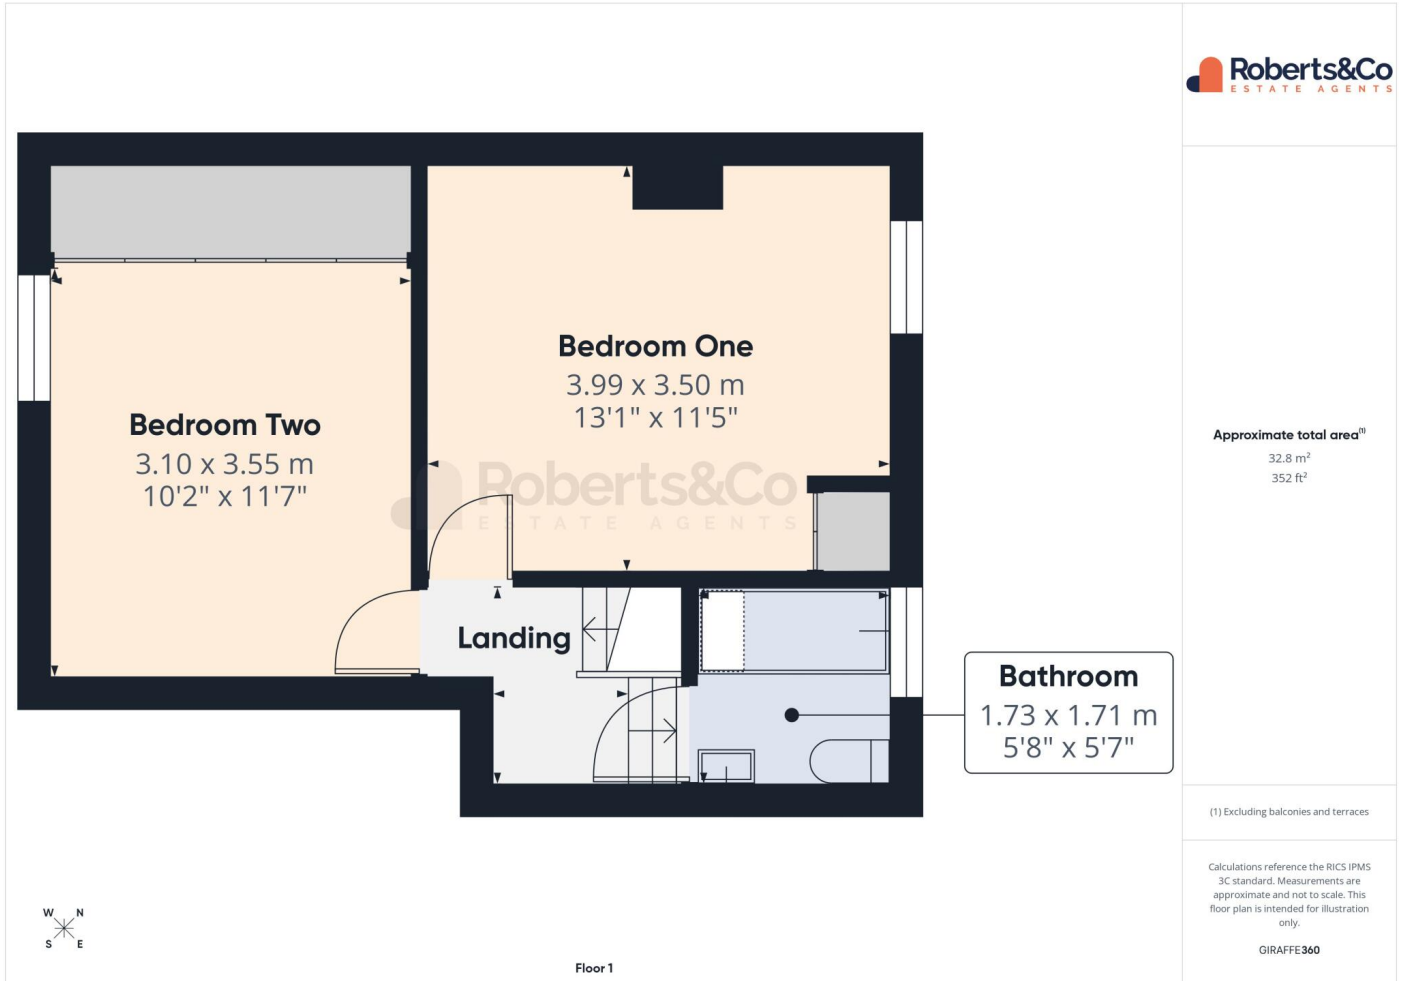 Roberts&Co
ESTATE AGENTS
Bedroom One
3.99 x 3.50 m
13'1" x 11'5"
Bedroom Two
3.10 x 3.55 m
10'2" x 11'7"
Roberts&Co
ESTATE AGENTS
Landing
Bathroom
1.73 x 1.71 m
5'8" x 5'7"
Approximate total area(1)
32.8 m²
352 ft²
(1) Excluding balconies and terraces
Calculations reference the RICS IPMS
3C standard. Measurements are
approximate and not to scale. This
floor plan is intended for illustration
only.
GIRAFFE360
W N
S E
Floor 1